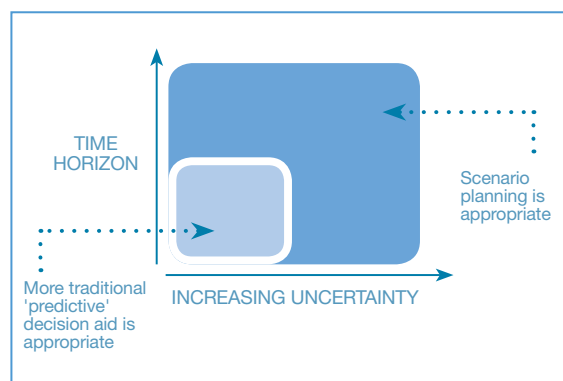 TIME
HORIZON
Scenario
planning is
appropriate
More traditional
'predictive'
decision aid is
appropriate
INCREASING UNCERTAINTY